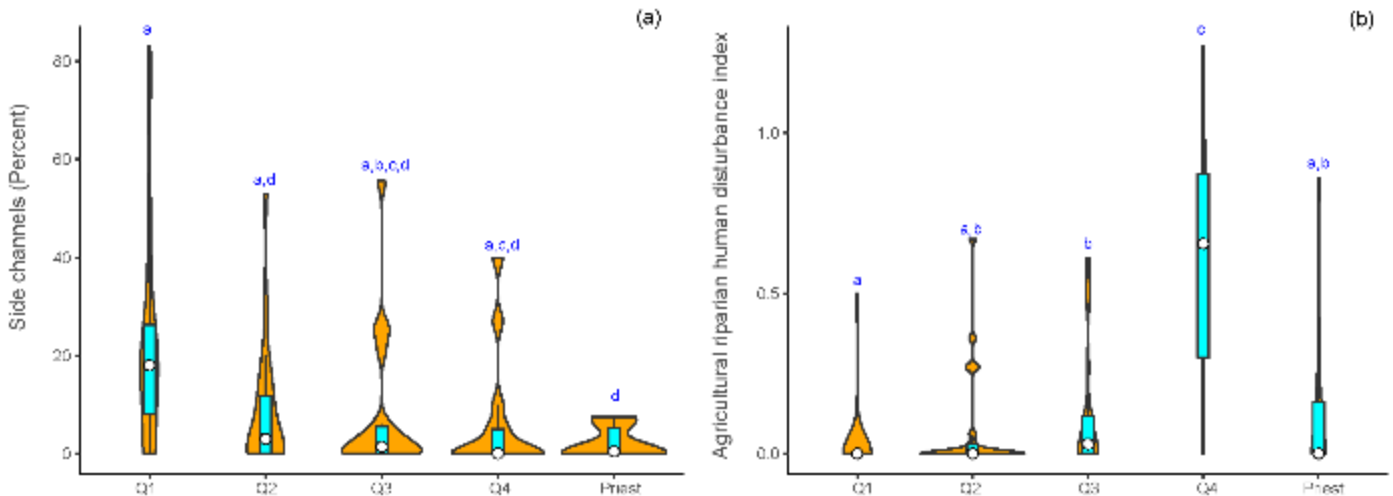 (a)
Side channels (Percent)
80
60
40
20
0
a
a,d
a,b,c,d
a,c,d
d
Q1
Q2
Q3
Q4
Priest
(b)
Agricultural riparian human disturbance index
1.0
0.5
0.0
a
a,b
b
c
a,b
Q1
Q2
Q3
Q4
Priest